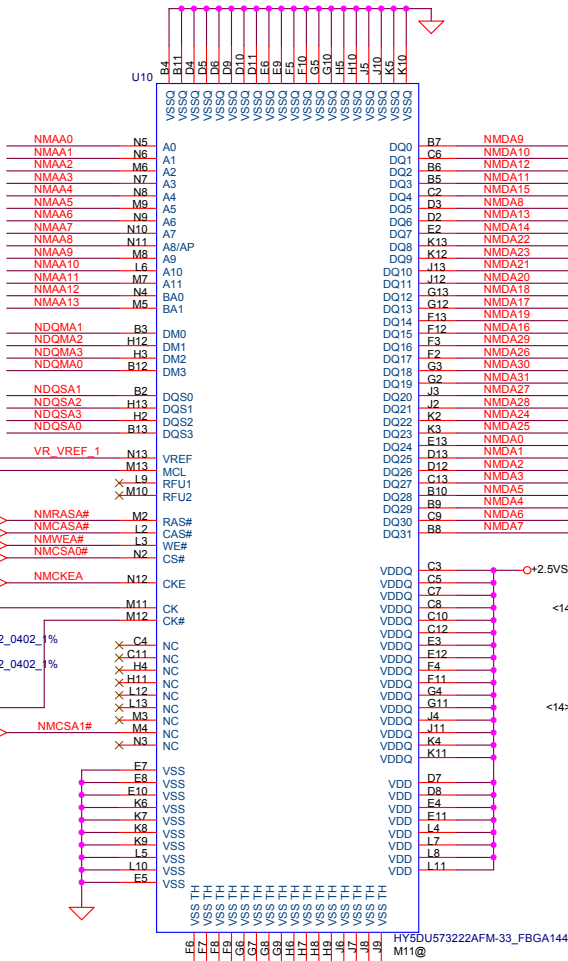 B4 B11 D4 D5 D6 D9 D10 D11 E6 E9 F5 F10 G5 G10 H5 H10 J5 J10 K5 K10
U10
VSSQ VSSQ VSSQ VSSQ VSSQ VSSQ VSSQ VSSQ VSSQ VSSQ VSSQ VSSQ VSSQ VSSQ VSSQ VSSQ VSSQ VSSQ VSSQ VSSQ
NMAA0 N5 A0
NMAA1 N6 A1
NMAA2 M6 A2
NMAA3 N7 A3
NMAA4 N8 A4
NMAA5 M9 A5
NMAA6 N9 A6
NMAA7 N10 A7
NMAA8 N11 A8/AP
NMAA9 M8 A9
NMAA10 L6 A10
NMAA11 M7 A11
NMAA12 N4 BA0
NMAA13 M5 BA1
NDQMA1 B3 DM0
NDQMA2 H12 DM1
NDQMA3 H3 DM2
NDQMA0 B12 DM3
NDQSA1 B2 DQS0
NDQSA2 H13 DQS1
NDQSA3 H2 DQS2
NDQSA0 B13 DQS3
VR_VREF_1 N13 VREF
M13 MCL
L9 RFU1
M10 RFU2
NMRASA# M2 RAS#
NMCASA# L2 CAS#
NMWEA# L3 WE#
NMCSA0# N2 CS#
NMCKEA N12 CKE
M11 CK
M12 CK#
2_0402_1%
2_0402_1%
C4 NC
C11 NC
H4 NC
H11 NC
L12 NC
L13 NC
M3 NC
NMCSA1# M4 NC
N3 NC
E7 VSS
E8 VSS
E10 VSS
K6 VSS
K7 VSS
K8 VSS
K9 VSS
L5 VSS
L10 VSS
E5 VSS
DQ0 B7 NMDA9
DQ1 C6 NMDA10
DQ2 B6 NMDA12
DQ3 B5 NMDA11
DQ4 C2 NMDA15
DQ5 D3 NMDA8
DQ6 D2 NMDA13
DQ7 E2 NMDA14
DQ8 K13 NMDA22
DQ9 K12 NMDA23
DQ10 J13 NMDA21
DQ11 J12 NMDA20
DQ12 G13 NMDA18
DQ13 G12 NMDA17
DQ14 F13 NMDA19
DQ15 F12 NMDA16
DQ16 F3 NMDA29
DQ17 F2 NMDA26
DQ18 G3 NMDA30
DQ19 G2 NMDA31
DQ20 J3 NMDA27
DQ21 J2 NMDA28
DQ22 K2 NMDA24
DQ23 K3 NMDA25
DQ24 E13 NMDA0
DQ25 D13 NMDA1
DQ26 D12 NMDA2
DQ27 C13 NMDA3
DQ28 B10 NMDA5
DQ29 B9 NMDA4
DQ30 C9 NMDA6
DQ31 B8 NMDA7
VDDQ C3 +2.5VS
VDDQ C5
VDDQ C7
VDDQ C8 <14
VDDQ C10
VDDQ C12
VDDQ E3
VDDQ E12
VDDQ F4
VDDQ F11
VDDQ G4
VDDQ G11 <14>
VDDQ J4
VDDQ J11
VDDQ K4
VDDQ K11
VDD D7
VDD D8
VDD E4
VDD E11
VDD L4
VDD L7
VDD L8
VDD L11
VSS TH VSS TH VSS TH VSS TH VSS TH VSS TH VSS TH VSS TH VSS TH VSS TH VSS TH VSS TH VSS TH VSS TH VSS TH VSS TH
F6 F7 F8 F9 G6 G7 G8 G9 H6 H7 H8 H9 J6 J7 J8 J9
HY5DU573222AFM-33_FBGA144
M11@